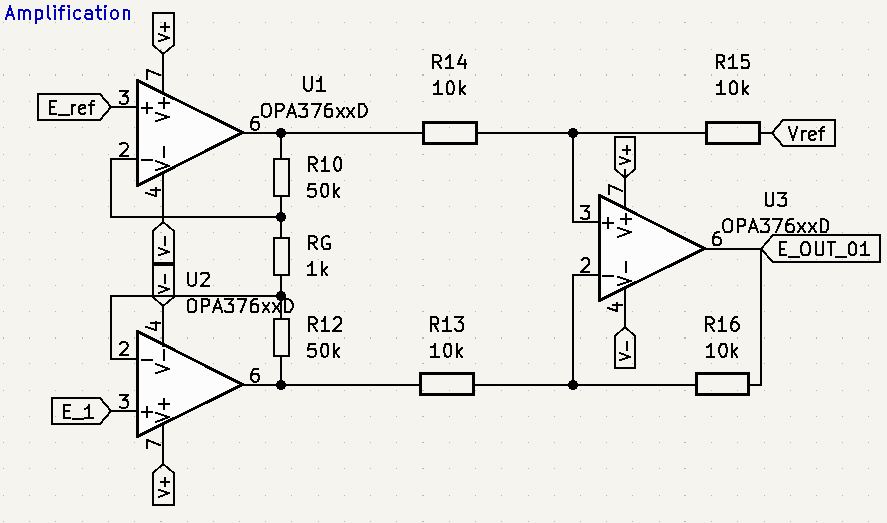 Amplification
V+
7
E_ref
3
+
V+
2
−
V-
4
V-
U1
OPA376xxD
6
R10
50k
RG
1k
R14
10k
R15
10k
Vref
V+
7
3
+
V+
2
−
V-
4
V-
U3
OPA376xxD
6
E_OUT_01
V-
U2
OPA376xxD
4
2
−
V-
E_1
3
+
V+
7
V+
6
R12
50k
R13
10k
R16
10k